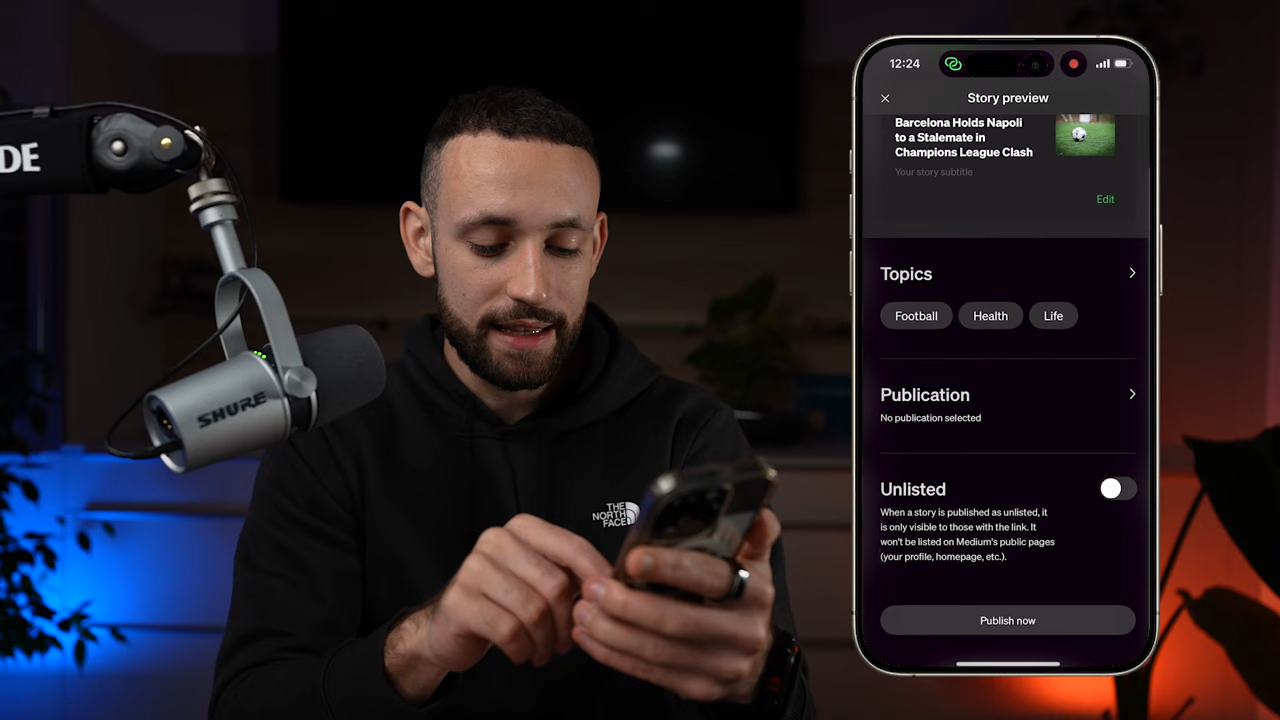 DE
SHURE
THE
NORTH
FACE
12:24
Story preview
Barcelona Holds Napoli
to a Stalemate in
Champions League Clash
Your story subtitle
Edit
Topics
Football
Health
Life
Publication
No publication selected
Unlisted
When a story is published as unlisted, it
is only visible to those with the link. It
won't be listed on Medium's public pages
(your profile, homepage, etc.).
Publish now